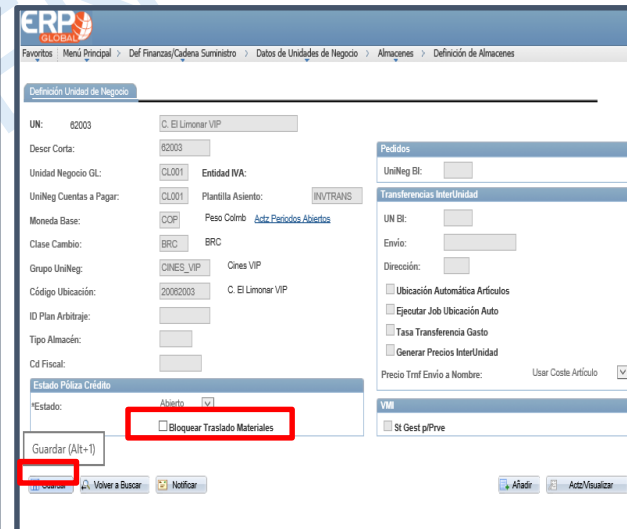 ERP
GLOBAL
Favoritos Menú Principal > Def Finanzas/Cadena Suministro > Datos de Unidades de Negocio > Almacenes > Definición de Almacenes
Definición Unidad de Negocio
UN: 62003 C. El Limonar VIP
Descr Corta: 62003
Unidad Negocio GL: CL001 Entidad IVA:
UniNeg Cuentas a Pagar: CL001 Plantilla Asiento: INVTRANS
Moneda Base: COP Peso Colmb Actz Periodos Abiertos
Clase Cambio: BRC BRC
Grupo UniNeg: CINES_VIP Cines VIP
Código Ubicación: 20062003 C. El Limonar VIP
ID Plan Arbitraje:
Tipo Almacén:
Cd Fiscal:
Estado Póliza Crédito
*Estado: Abierto
Bloquear Traslado Materiales
Pedidos
UniNeg BI:
Transferencias InterUnidad
UN BI:
Envío:
Dirección:
Ubicación Automática Artículos
Ejecutar Job Ubicación Auto
Tasa Transferencia Gasto
Generar Precios InterUnidad
Precio Trnf Envio a Nombre: Usar Coste Artículo
VMI
St Gest p/Prve
Guardar (Alt+1)
Guardar Volver a Buscar Notificar Añadir Actz/Visualizar